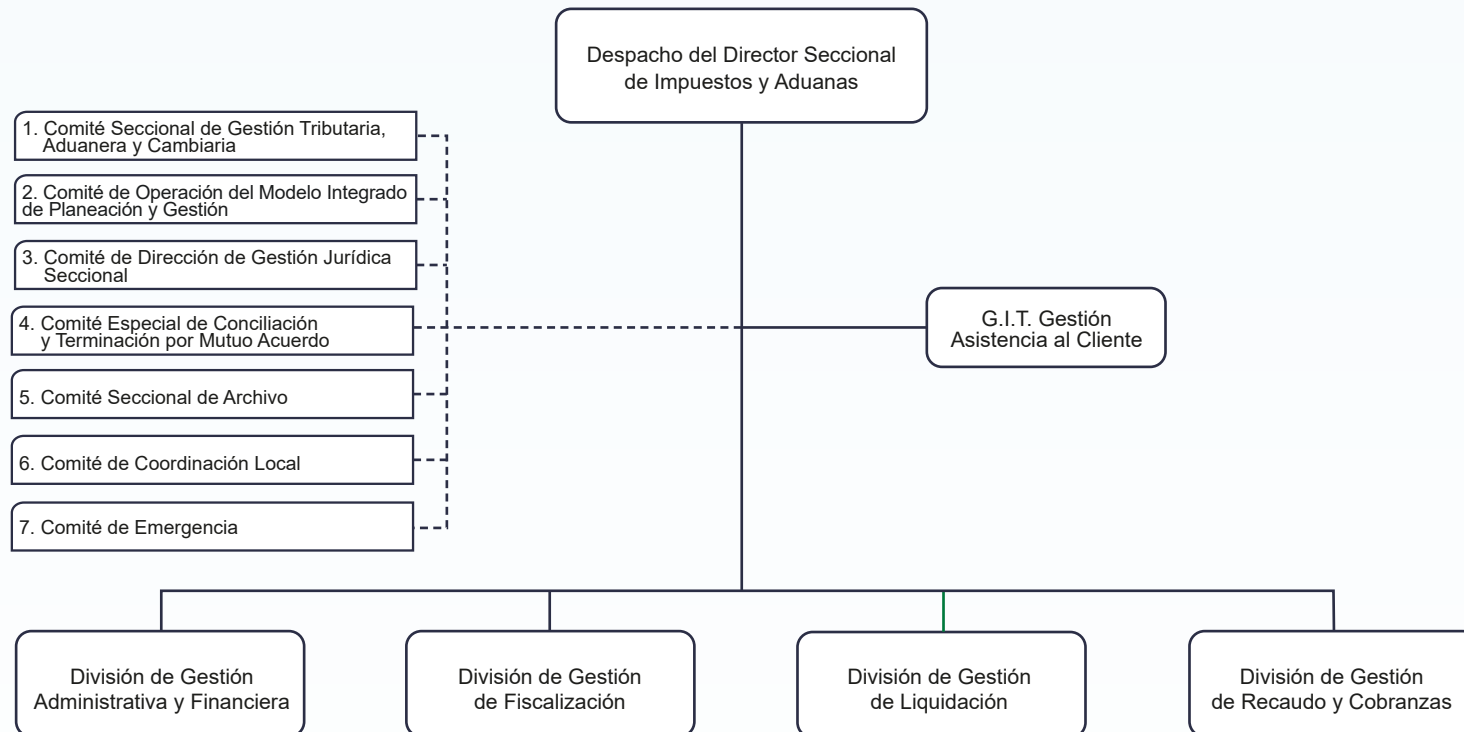 Despacho del Director Seccional
de Impuestos y Aduanas
1. Comité Seccional de Gestión Tributaria,
Aduanera y Cambiaria
2. Comité de Operación del Modelo Integrado
de Planeación y Gestión
3. Comité de Dirección de Gestión Jurídica
Seccional
4. Comité Especial de Conciliación
y Terminación por Mutuo Acuerdo
5. Comité Seccional de Archivo
6. Comité de Coordinación Local
7. Comité de Emergencia
G.I.T. Gestión
Asistencia al Cliente
División de Gestión
Administrativa y Financiera
División de Gestión
de Fiscalización
División de Gestión
de Liquidación
División de Gestión
de Recaudo y Cobranzas